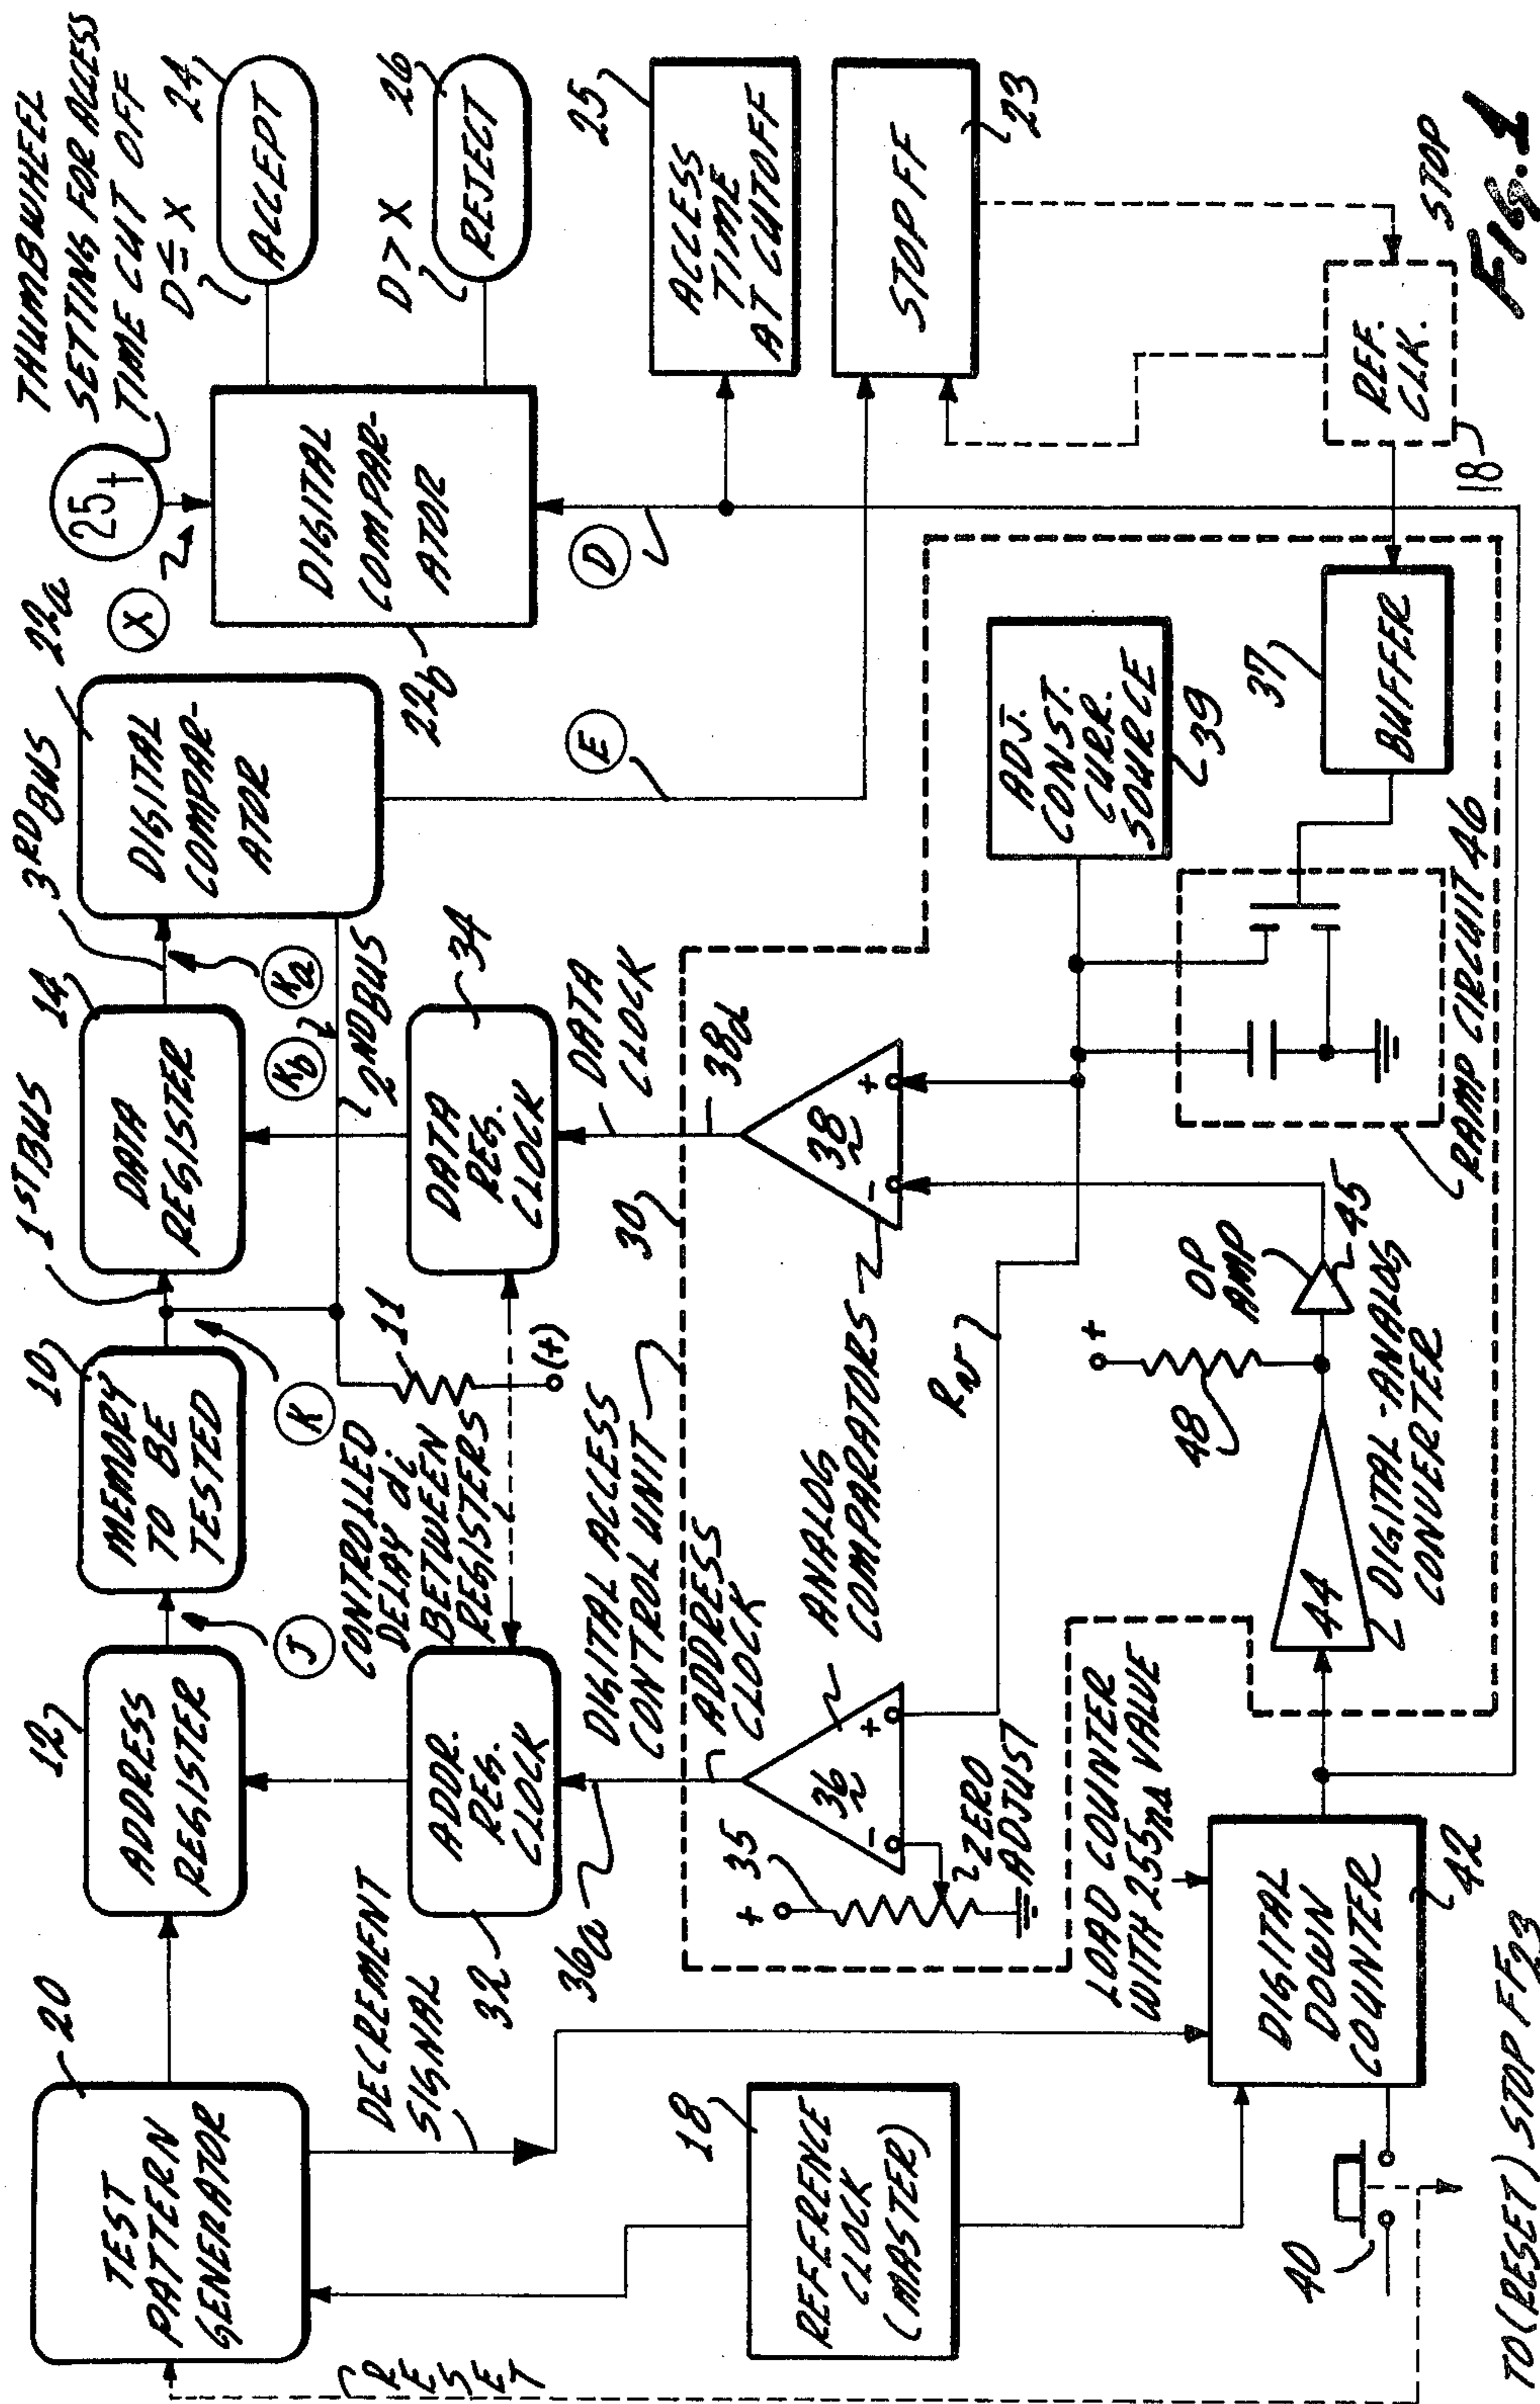 TEST
PATTERN
GENERATOR
20
RESET
DECREMENT
SIGNAL
ADDRESS
REGISTER
12
J
MEMORY
TO BE
TESTED
10
K
1ST BUS
DATA
REGISTER
14
3RD BUS
Ka
Kb
2ND BUS
DIGITAL
COMPAR-
ATOR
22a
E
X
25t
THUMBWHEEL
SETTING FOR ACCESS
TIME CUT OFF
DIGITAL
COMPAR-
ATOR
22b
D
D ≤ X
ACCEPT
24
D > X
REJECT
26
ADDR.
REG.
CLOCK
32
CONTROLLED
DELAY di
BETWEEN
REGISTERS
11
(+)
DATA
REG.
CLOCK
34
DATA
CLOCK
38d
36a
ADDRESS
CLOCK
DIGITAL ACCESS
CONTROL UNIT
30
ACCESS
TIME
AT CUTOFF
25
STOP FF
23
REFERENCE
CLOCK
(MASTER)
18
35
+
ZERO
ADJUST
36
-
+
ANALOG
COMPARATORS
RN
38
-
+
ADJ.
CONST.
CURR.
SOURCE
39
BUFFER
37
REF.
CLK.
18
STOP
LOAD COUNTER
WITH 255ns VALUE
DIGITAL
DOWN
COUNTER
42
40
44
DIGITAL-ANALOG
CONVERTER
48
+
OP
AMP
45
RAMP CIRCUIT 46
TO (RESET) STOP FF23
Fig. 1